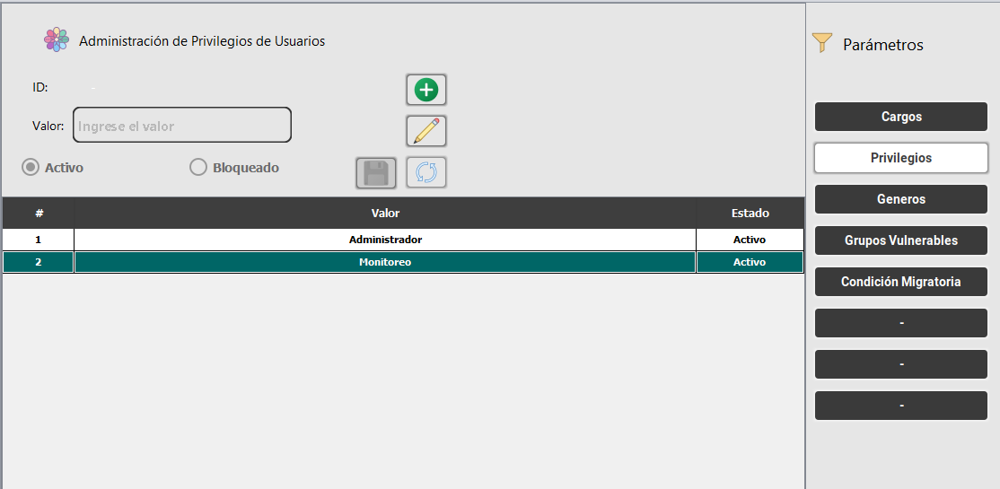 Administración de Privilegios de Usuarios
ID: -
Valor: Ingrese el valor
Activo Bloqueado
# Valor Estado
1 Administrador Activo
2 Monitoreo Activo
Parámetros
Cargos
Privilegios
Generos
Grupos Vulnerables
Condición Migratoria
-
-
-